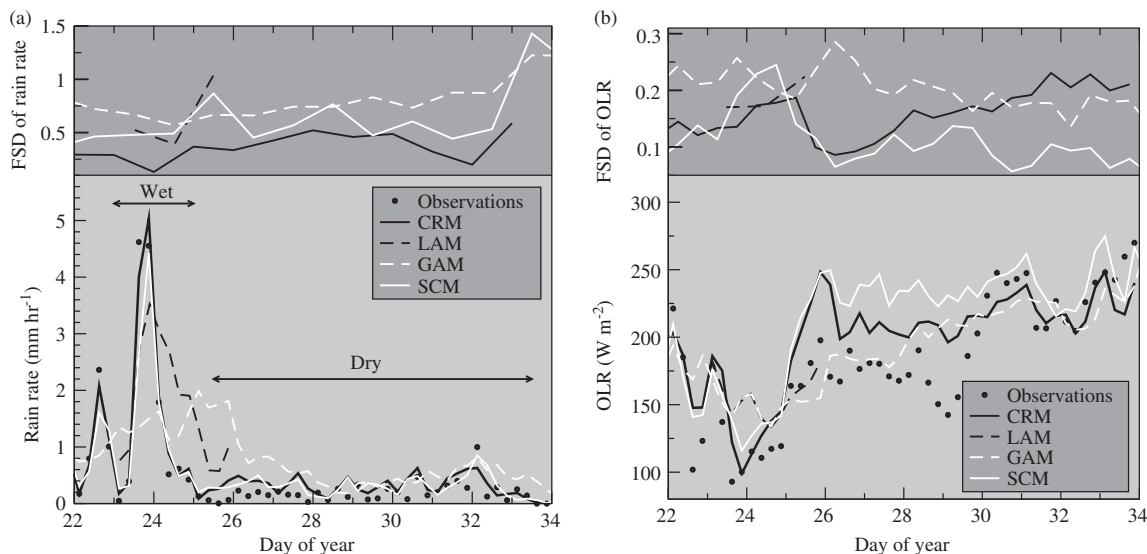 (a)
FSD of rain rate
1.5
1
0.5
Rain rate (mm hr⁻¹)
5
4
3
2
1
0
Wet
Dry
Observations
CRM
LAM
GAM
SCM
22 24 26 28 30 32 34
Day of year
(b)
FSD of OLR
0.3
0.2
0.1
OLR (W m⁻²)
300
250
200
150
100
Observations
CRM
LAM
GAM
SCM
22 24 26 28 30 32 34
Day of year